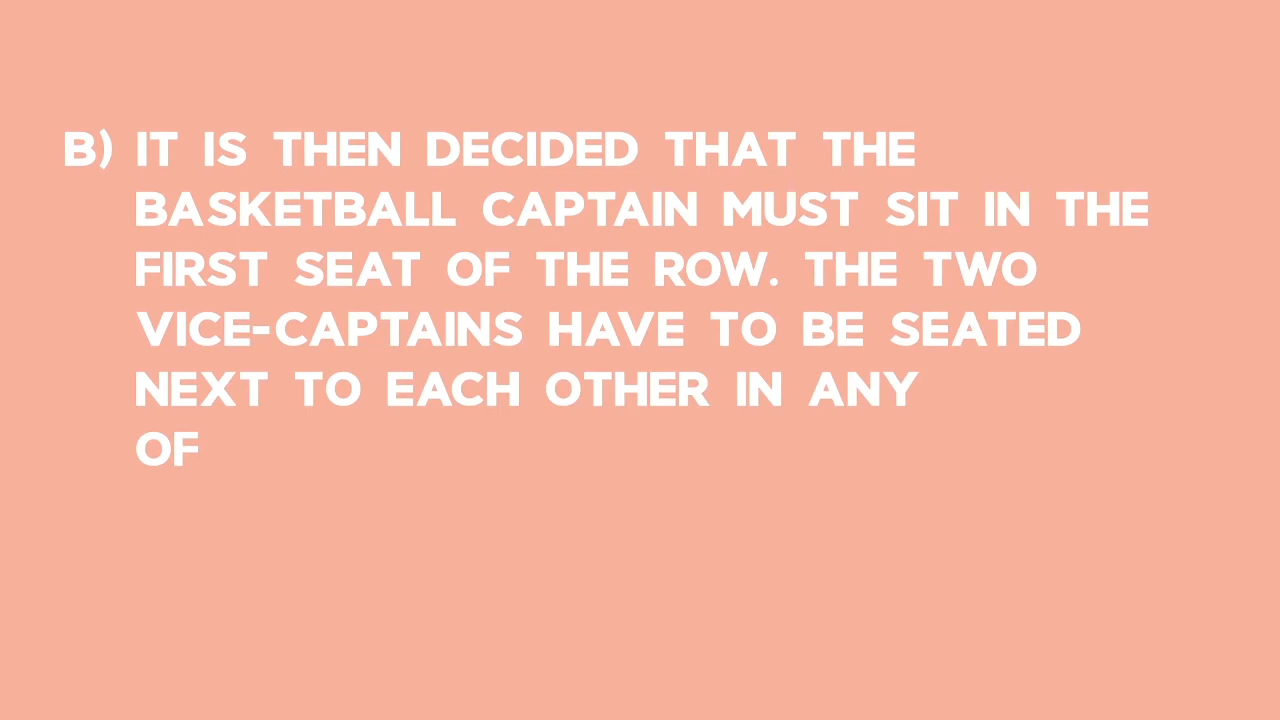 B) IT IS THEN DECIDED THAT THE
BASKETBALL CAPTAIN MUST SIT IN THE
FIRST SEAT OF THE ROW. THE TWO
VICE-CAPTAINS HAVE TO BE SEATED
NEXT TO EACH OTHER IN ANY
OF